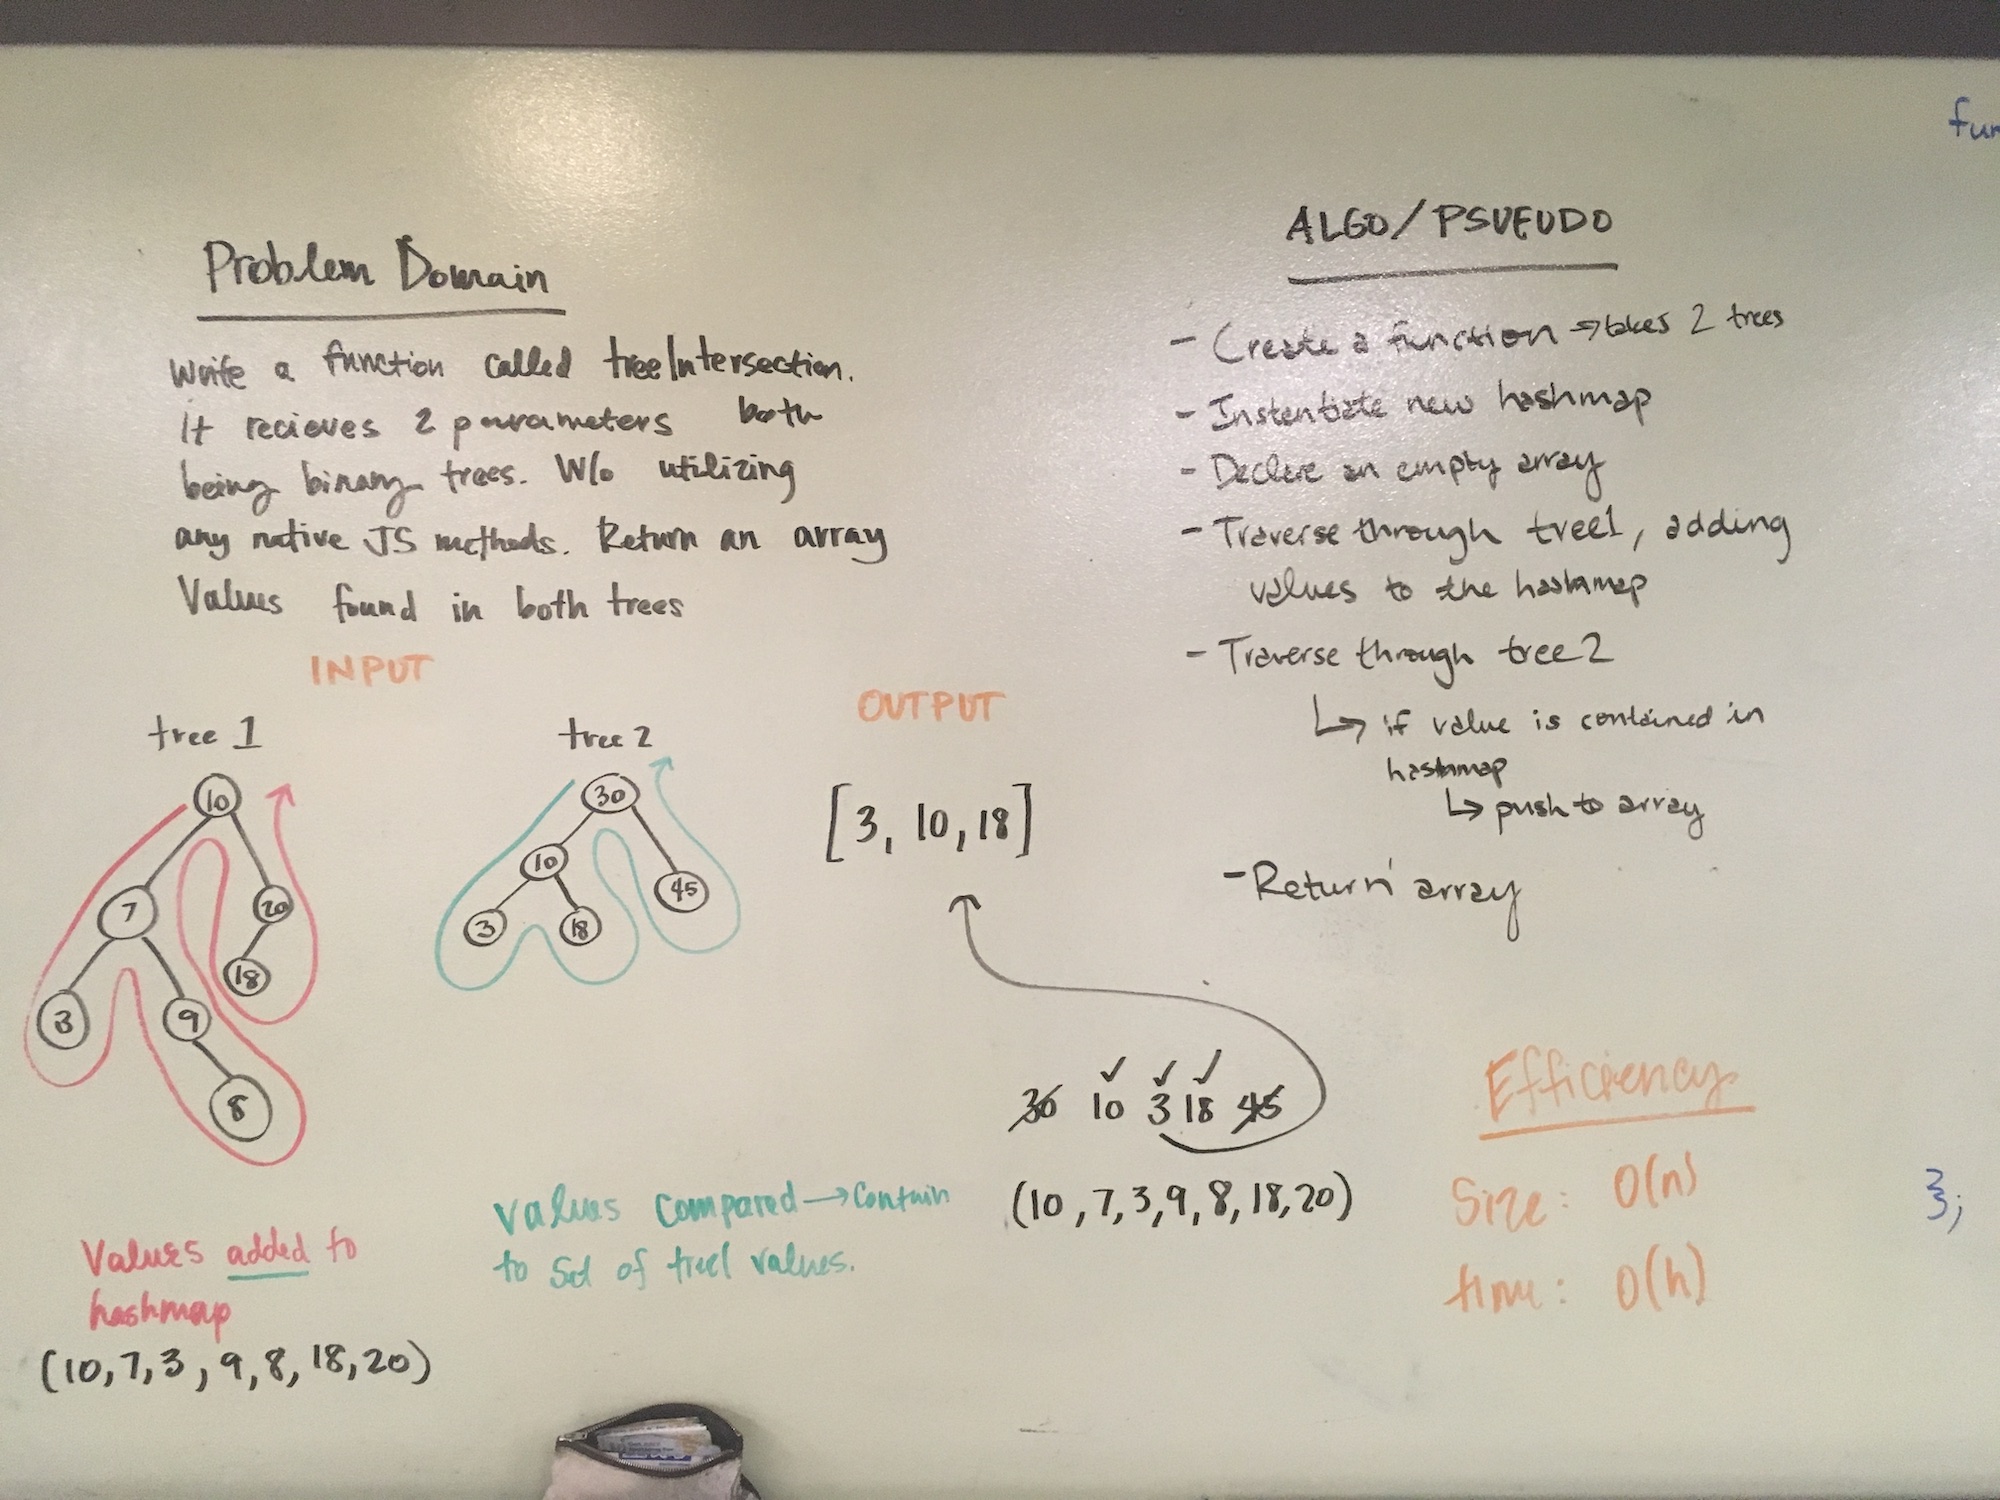 Problem Domain
Write a function called treeIntersection.
it recieves 2 parameters both
being binary trees. W/o utilizing
any native JS methods. Return an array
Values found in both trees
INPUT
tree 1
10
7
20
18
3
9
8
tree 2
30
10
45
3
18
OUTPUT
[3, 10, 18]
Values added to
hashmap
(10, 7, 3, 9, 8, 18, 20)
values compared → Contain
to Set of tree1 values.
30 10 3 18 45
(10, 7, 3, 9, 8, 18, 20)
ALGO/PSUEUDO
- Create a function → takes 2 trees
- Instentiate new hashmap
- Declare an empty array
- Traverse through tree1, adding
values to the hashmap
- Traverse through tree 2
↳ if value is contained in
hashmap
↳ push to array
- Return array
Efficiency
Size: O(n)
time: O(h)
fun
};